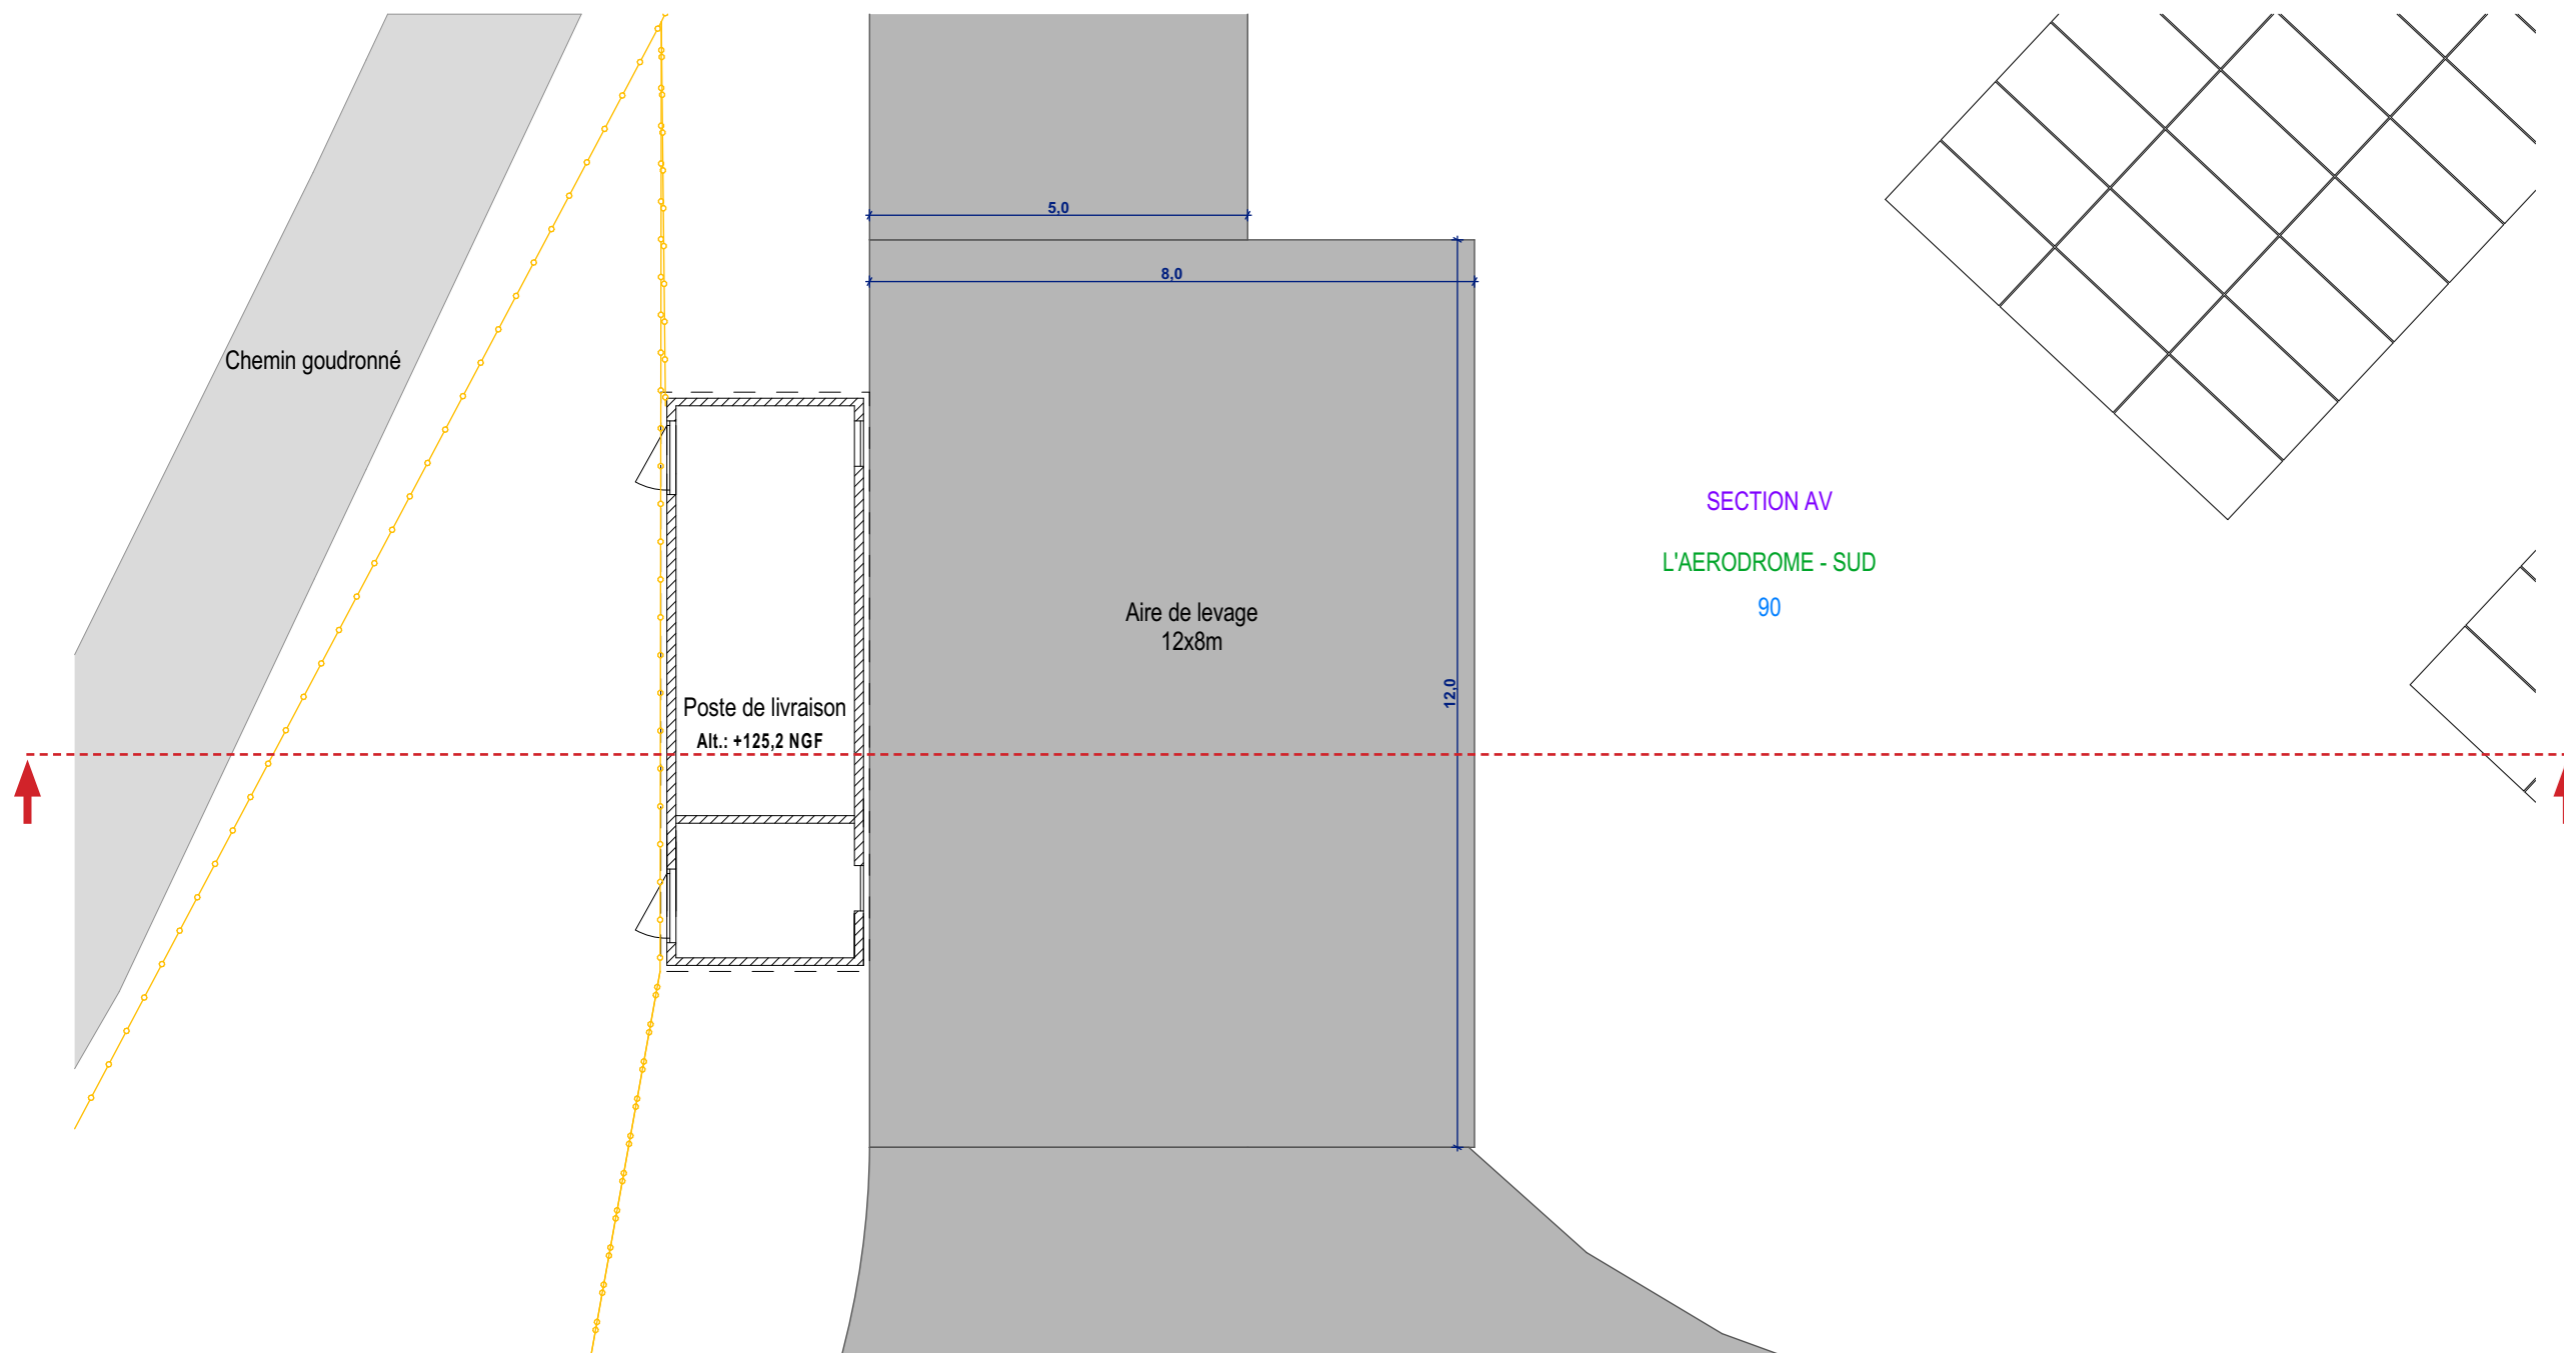 5,0
8,0
Chemin goudronné
SECTION AV
L'AERODROME - SUD
90
Aire de levage
12x8m
12,0
Poste de livraison
Alt.: +125,2 NGF